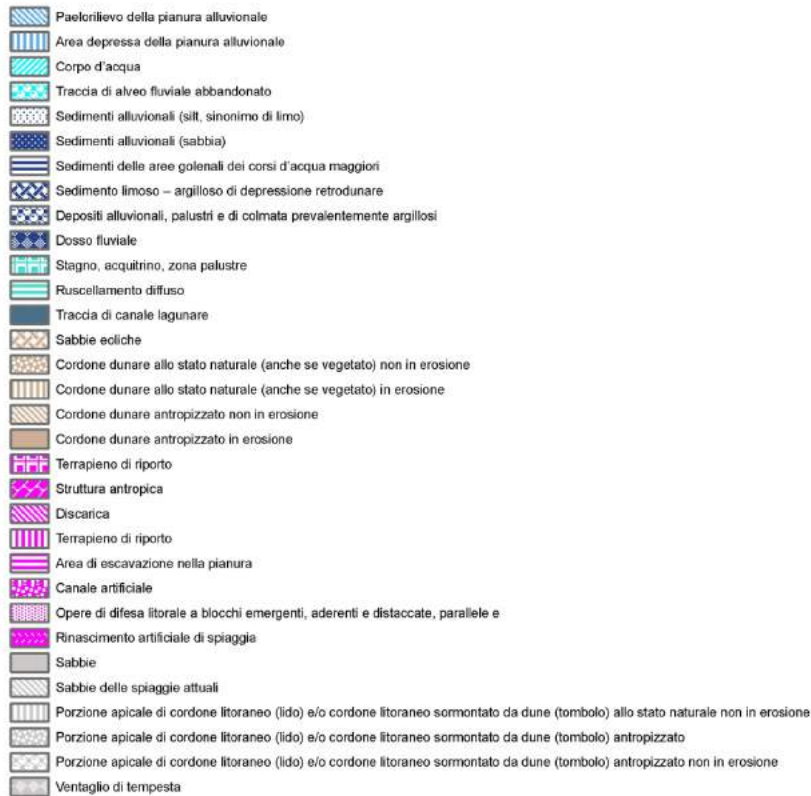 Paelorilievo della pianura alluvionale
Area depressa della pianura alluvionale
Corpo d'acqua
Traccia di alveo fluviale abbandonato
Sedimenti alluvionali (silt, sinonimo di limo)
Sedimenti alluvionali (sabbia)
Sedimenti delle aree golenali dei corsi d'acqua maggiori
Sedimento limoso – argilloso di depressione retrodunare
Depositi alluvionali, palustri e di colmata prevalentemente argillosi
Dosso fluviale
Stagno, acquitrino, zona palustre
Ruscellamento diffuso
Traccia di canale lagunare
Sabbie eoliche
Cordone dunare allo stato naturale (anche se vegetato) non in erosione
Cordone dunare allo stato naturale (anche se vegetato) in erosione
Cordone dunare antropizzato non in erosione
Cordone dunare antropizzato in erosione
Terrapieno di riporto
Struttura antropica
Discarica
Terrapieno di riporto
Area di escavazione nella pianura
Canale artificiale
Opere di difesa litorale a blocchi emergenti, aderenti e distaccate, parallele e
Rinascimento artificiale di spiaggia
Sabbie
Sabbie delle spiaggie attuali
Porzione apicale di cordone litoraneo (lido) e/o cordone litoraneo sormontato da dune (tombolo) allo stato naturale non in erosione
Porzione apicale di cordone litoraneo (lido) e/o cordone litoraneo sormontato da dune (tombolo) antropizzato
Porzione apicale di cordone litoraneo (lido) e/o cordone litoraneo sormontato da dune (tombolo) antropizzato non in erosione
Ventaglio di tempesta